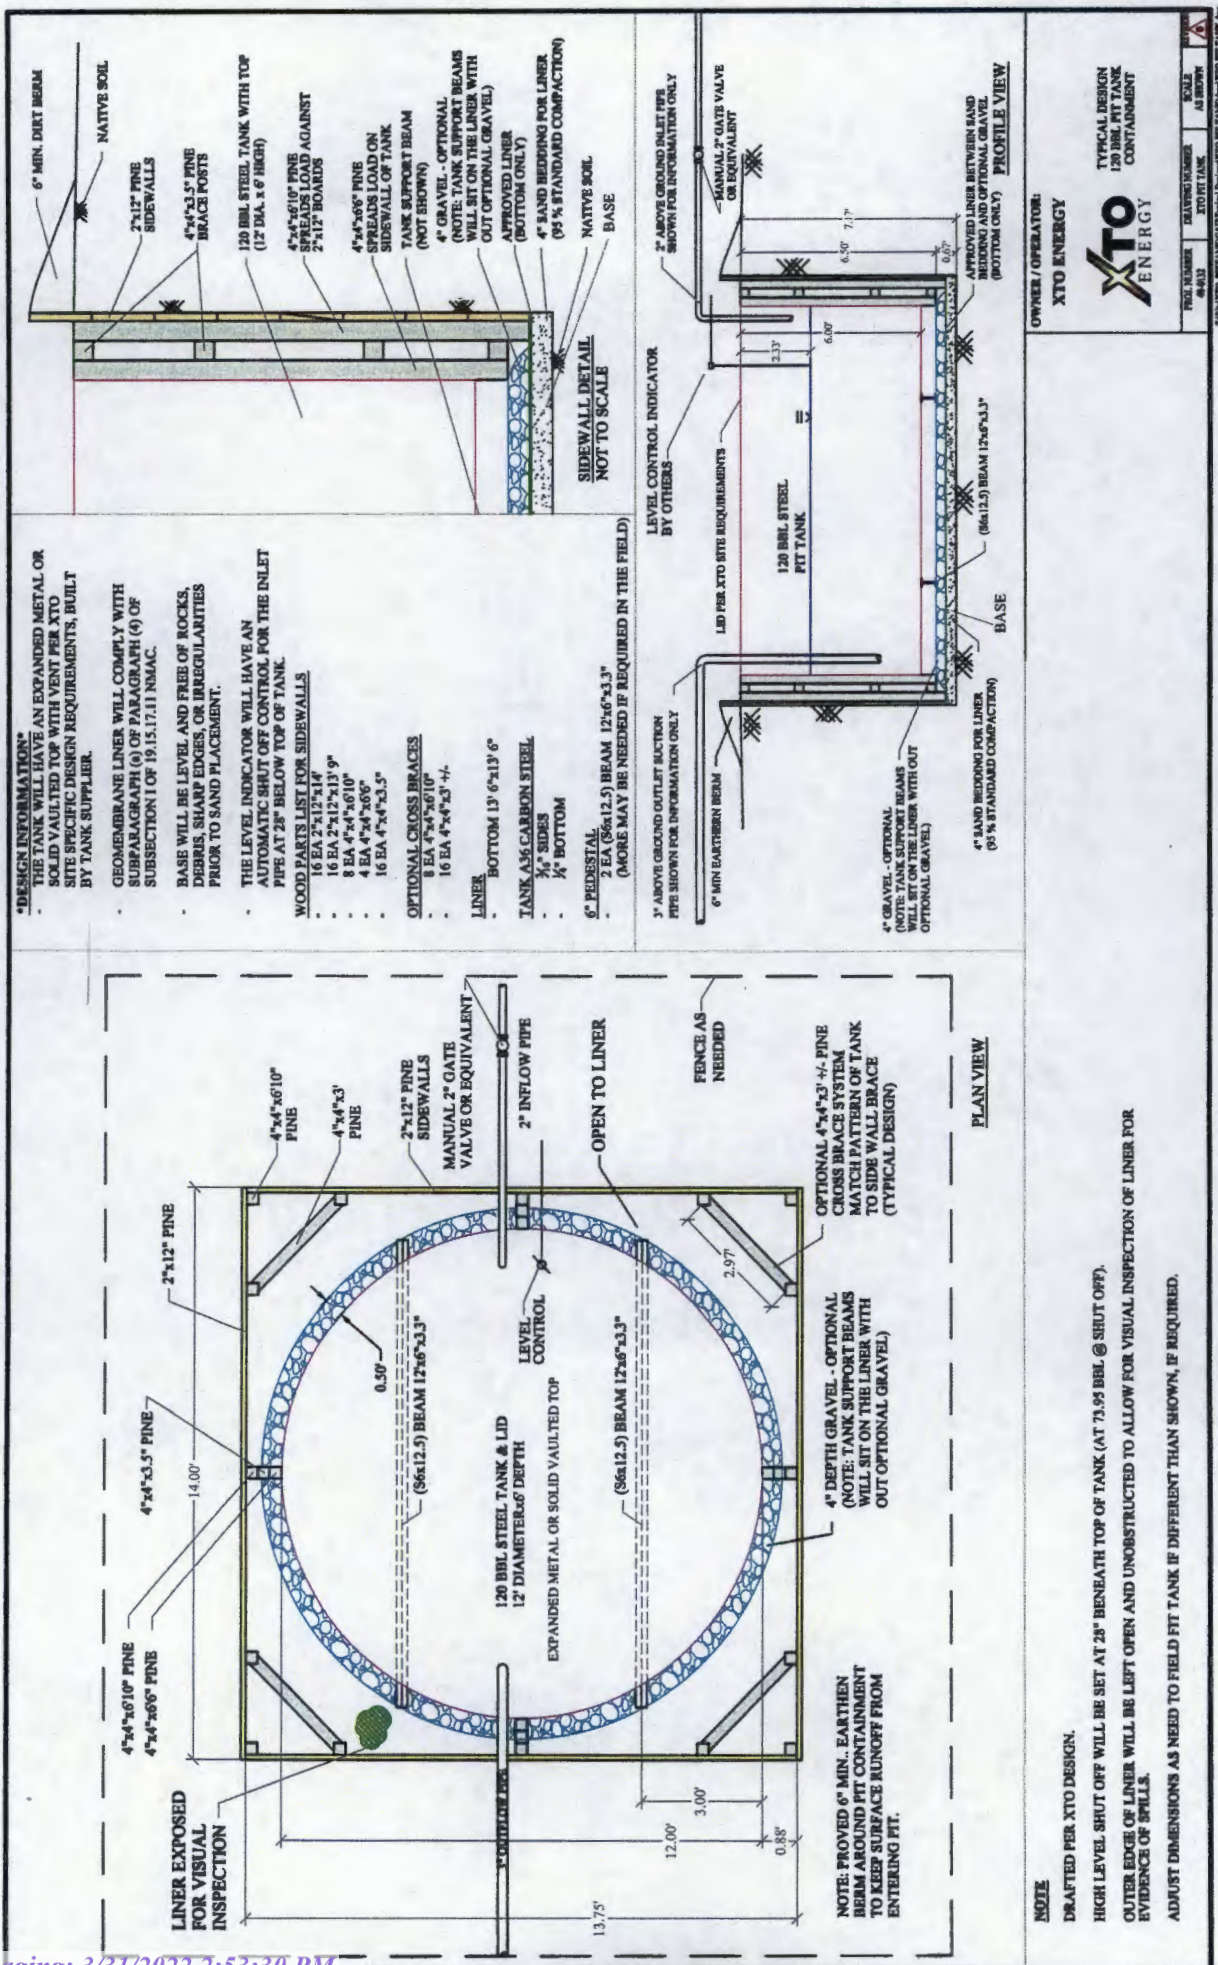 *DESIGN INFORMATION*
- THE TANK WILL HAVE AN EXPANDED METAL OR
SOLID VAULTED TOP WITH VENT PER XTO
SITE SPECIFIC DESIGN REQUIREMENTS, BUILT
BY TANK SUPPLIER.
- GEOMEMBRANE LINER WILL COMPLY WITH
SUBPARAGRAPH (a) OF PARAGRAPH (4) OF
SUBSECTION I OF 19.15.17.11 NMAC.
- BASE WILL BE LEVEL AND FREE OF ROCKS,
DEBRIS, SHARP EDGES, OR IRREGULARITIES
PRIOR TO SAND PLACEMENT.
- THE LEVEL INDICATOR WILL HAVE AN
AUTOMATIC SHUT OFF CONTROL FOR THE INLET
PIPE AT 28" BELOW TOP OF TANK.
WOOD PARTS LIST FOR SIDEWALLS
- 16 EA 2"x12"x14'
- 16 EA 2"x12"x13' 9"
- 8 EA 4"x4"x6'10"
- 4 EA 4"x4"x6'6"
- 16 EA 4"x4"x3.5"
OPTIONAL CROSS BRACES
- 8 EA 4"x4"x6'10"
- 16 EA 4"x4"x3' +/-
LINER
- BOTTOM 13' 6"x13' 6"
TANK A36 CARBON STEEL
- SIDES
- ¼" BOTTOM
6" PEDESTAL
- 2 EA (S6x12.5) BEAM 12'x6"x3.3"
(MORE MAY BE NEEDED IF REQUIRED IN THE FIELD)
6" MIN. DIRT BERM
NATIVE SOIL
2"x12" PINE
SIDEWALLS
4"x4"x3.5" PINE
BRACE POSTS
120 BBL STEEL TANK WITH TOP
(12' DIA. x 6' HIGH)
4"x4"x6'10" PINE
SPREADS LOAD AGAINST
2"x12" BOARDS
4"x4"x6'6" PINE
SPREADS LOAD ON
SIDEWALL OF TANK
TANK SUPPORT BEAM
(NOT SHOWN)
4" GRAVEL - OPTIONAL
(NOTE: TANK SUPPORT BEAMS
WILL SIT ON THE LINER WITH
OUT OPTIONAL GRAVEL)
APPROVED LINER
(BOTTOM ONLY)
4" SAND BEDDING FOR LINER
(95 % STANDARD COMPACTION)
NATIVE SOIL
BASE
SIDEWALL DETAIL
NOT TO SCALE
LINER EXPOSED
FOR VISUAL
INSPECTION
4"x4"x6'10" PINE
4"x4"x6'6" PINE
4"x4"x3.5" PINE
14.00'
2"x12" PINE
4"x4"x6'10"
PINE
4"x4"x3'
PINE
2"x12" PINE
SIDEWALLS
MANUAL 2" GATE
VALVE OR EQUIVALENT
2" INFLOW PIPE
OPEN TO LINER
FENCE AS
NEEDED
0.50'
(S6x12.5) BEAM 12'x6"x3.3"
LEVEL
CONTROL
120 BBL STEEL TANK & LID
12' DIAMETERx6' DEPTH
EXPANDED METAL OR SOLID VAULTED TOP
(S6x12.5) BEAM 12'x6"x3.3"
3" OUTFLOW PIPE
13.75'
12.00'
3.00'
0.88'
2.97'
OPTIONAL 4"x4"x3' +/- PINE
CROSS BRACE SYSTEM
MATCH PATTERN OF TANK
TO SIDE WALL BRACE
(TYPICAL DESIGN)
4" DEPTH GRAVEL - OPTIONAL
(NOTE: TANK SUPPORT BEAMS
WILL SIT ON THE LINER WITH
OUT OPTIONAL GRAVEL)
NOTE: PROVED 6" MIN.. EARTHEN
BERM AROUND PIT CONTAINMENT
TO KEEP SURFACE RUNOFF FROM
ENTERING PIT.
PLAN VIEW
3" ABOVE GROUND OUTLET SUCTION
PIPE SHOWN FOR INFORMATION ONLY
6" MIN EARTHERN BERM
LEVEL CONTROL INDICATOR
BY OTHERS
LID PER XTO SITE REQUIREMENTS
2" ABOVE GROUND INLET PIPE
SHOWN FOR INFORMATION ONLY
MANUAL 2" GATE VALVE
OR EQUIVALENT
120 BBL STEEL
PIT TANK
2.33'
6.00'
6.50'
7.17'
0.67'
4" GRAVEL - OPTIONAL
(NOTE: TANK SUPPORT BEAMS
WILL SIT ON THE LINER WITH OUT
OPTIONAL GRAVEL)
4" SAND BEDDING FOR LINER
(95 % STANDARD COMPACTION)
BASE
(S6x12.5) BEAM 12'x6"x3.3"
APPROVED LINER BETWEEN SAND
BEDDING AND OPTIONAL GRAVEL
(BOTTOM ONLY)
PROFILE VIEW
NOTE
DRAFTED PER XTO DESIGN.
HIGH LEVEL SHUT OFF WILL BE SET AT 28" BENEATH TOP OF TANK (AT 73.95 BBL @ SHUT OFF).
OUTER EDGE OF LINER WILL BE LEFT OPEN AND UNOBSTRUCTED TO ALLOW FOR VISUAL INSPECTION OF LINER FOR
EVIDENCE OF SPILLS.
ADJUST DIMENSIONS AS NEED TO FIELD FIT TANK IF DIFFERENT THAN SHOWN, IF REQUIRED.
OWNER / OPERATOR:
XTO ENERGY
XTO
ENERGY
TYPICAL DESIGN
120 BBL PIT TANK
CONTAINMENT
PROJ. NUMBER
DRAWING NUMBER
XTO PIT TANK
SCALE
AS SHOWN
3/31/2022 2:53:30 PM